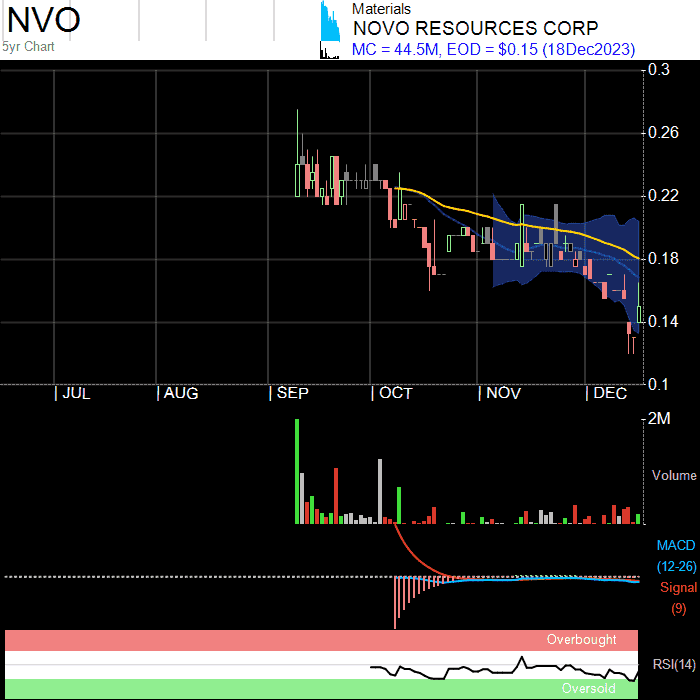 NVO
5yr Chart
Materials
NOVO RESOURCES CORP
MC = 44.5M, EOD = $0.15 (18Dec2023)
0.3
0.26
0.22
0.18
0.14
0.1
JUL AUG SEP OCT NOV DEC
2M
Volume
MACD
(12-26)
Signal
(9)
Overbought
RSI(14)
Oversold